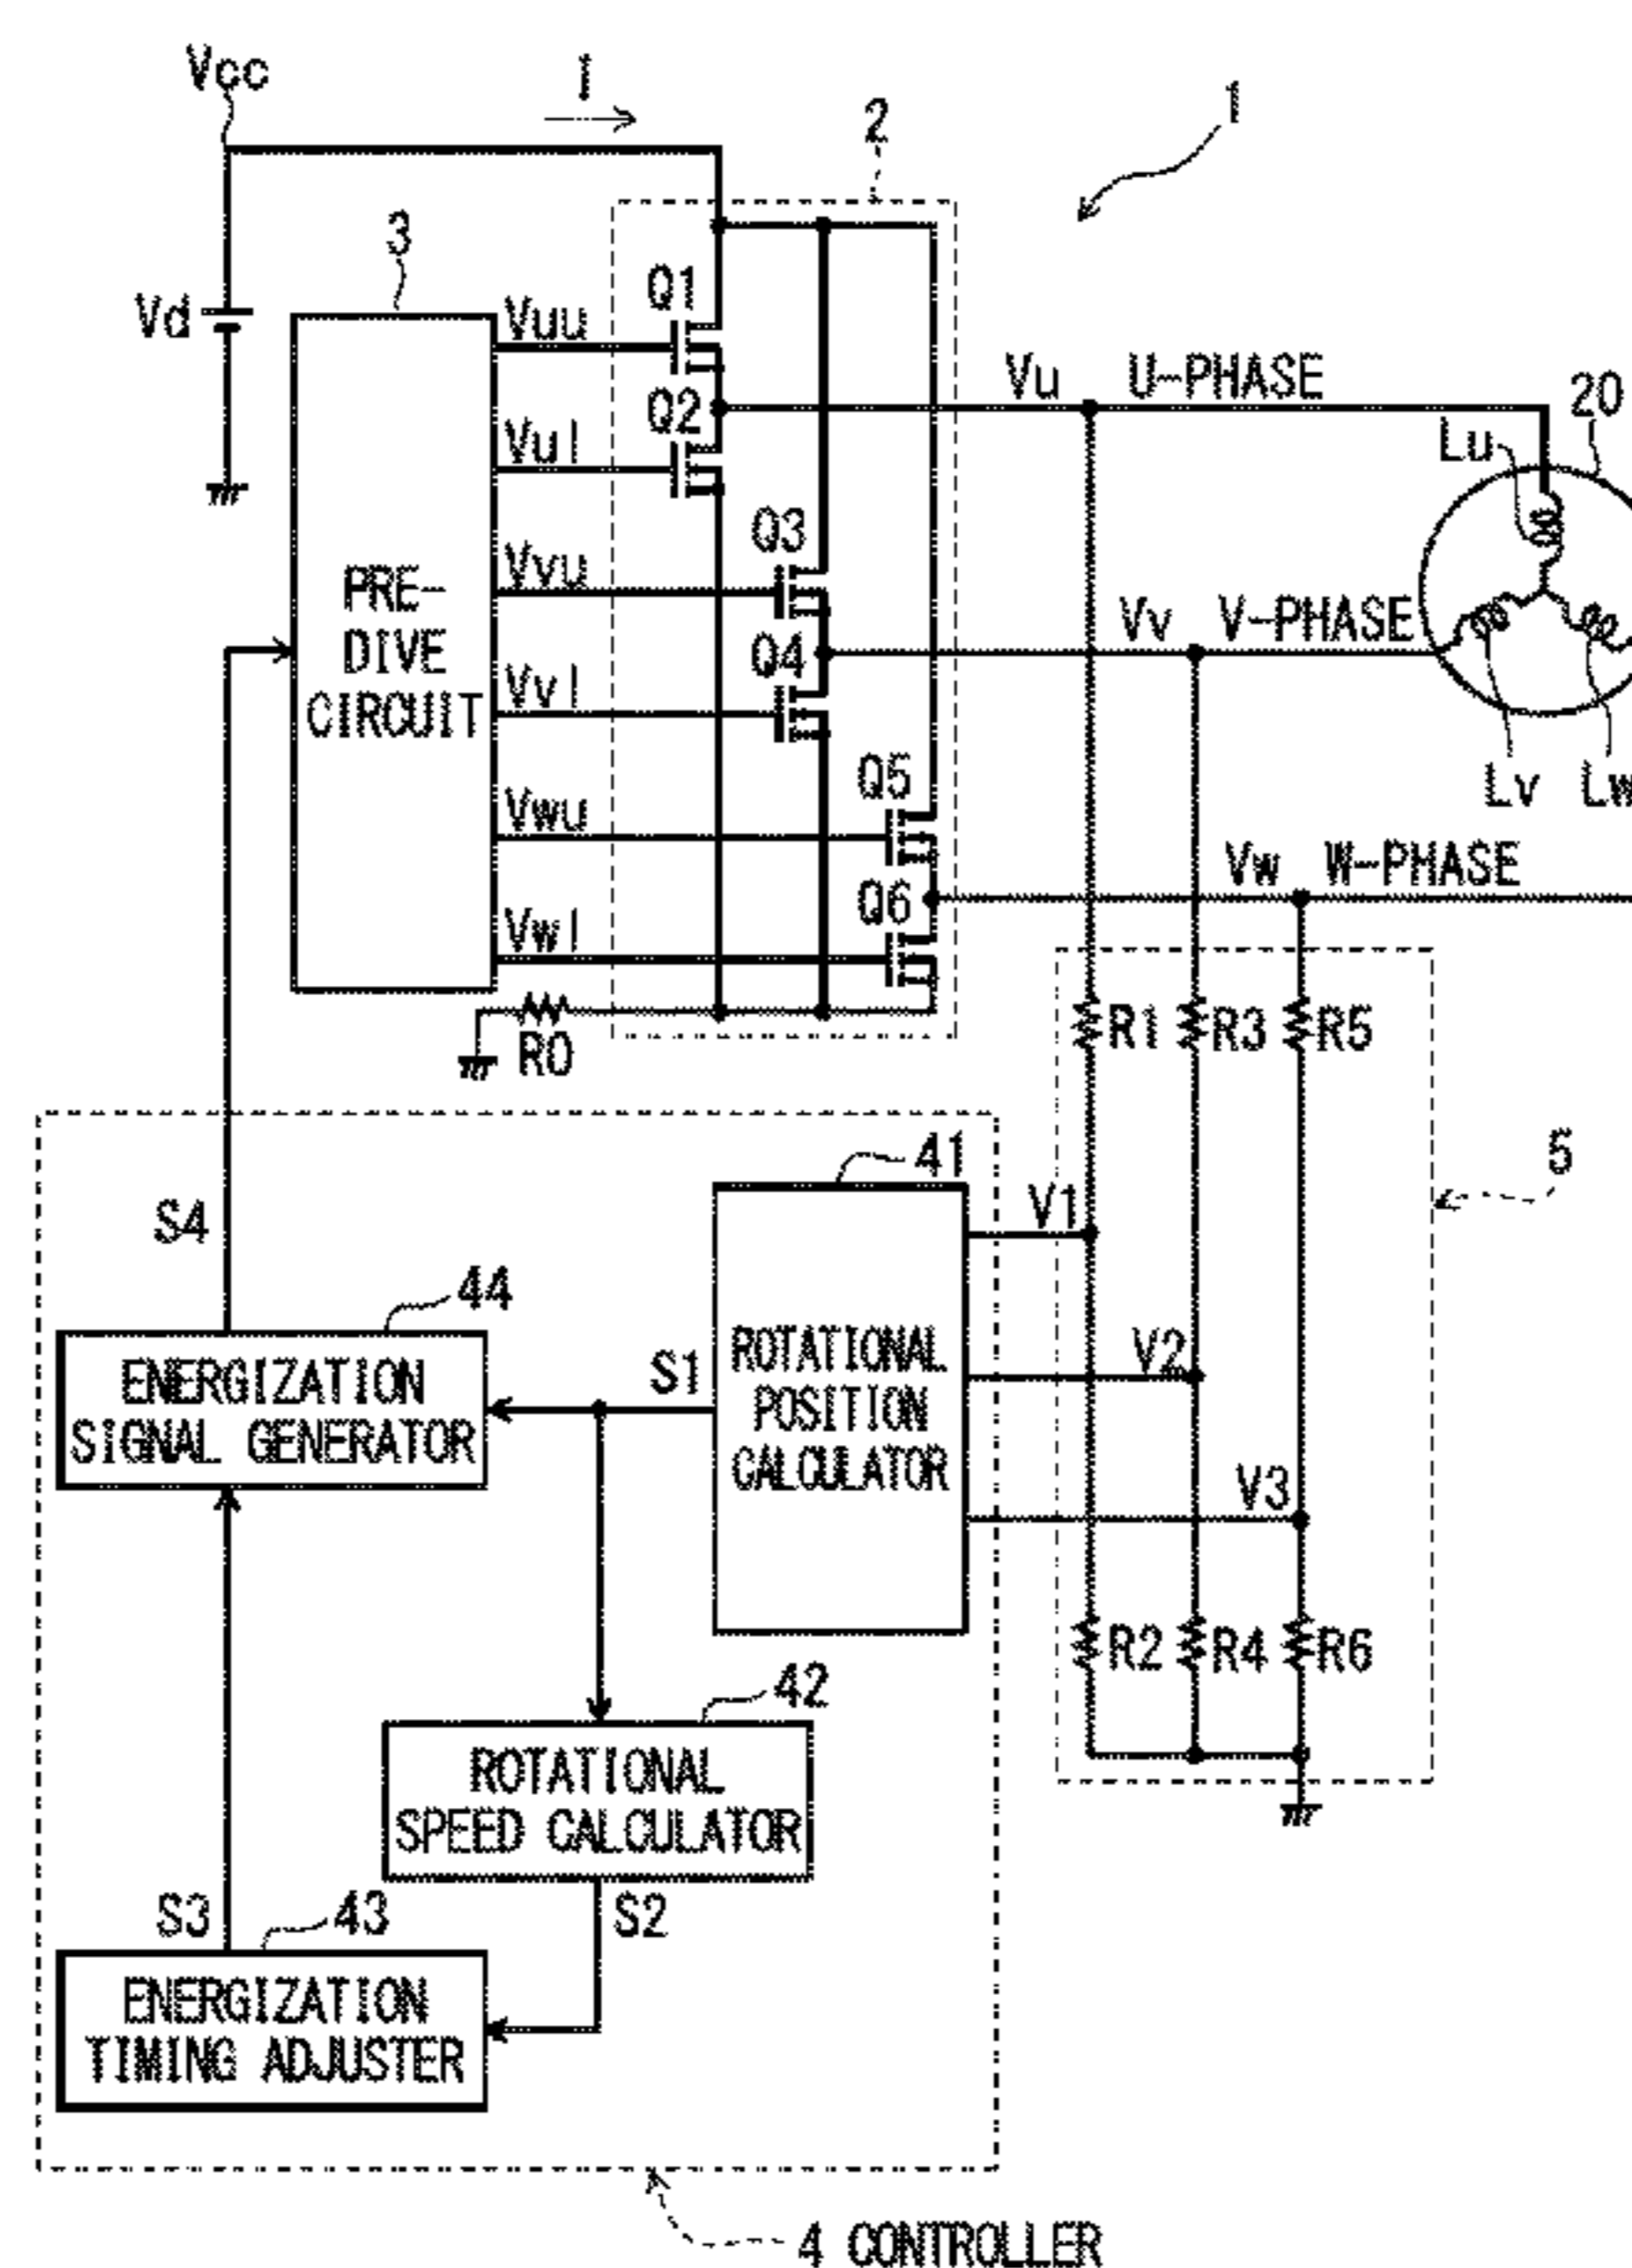 Vcc
I
1
2
3
Vd
Q1
Vuu
Vu
U-PHASE
20
Q2
Vul
Lu
Q3
Vvu
PRE-
DIVE
CIRCUIT
Vv
V-PHASE
Q4
Vvl
Lv
Lw
Q5
Vwu
Vw
W-PHASE
Q6
Vwl
R0
R1
R3
R5
5
41
V1
S4
44
ENERGIZATION
SIGNAL GENERATOR
S1
ROTATIONAL
POSITION
CALCULATOR
V2
V3
R2
R4
R6
42
ROTATIONAL
SPEED CALCULATOR
S3
43
S2
ENERGIZATION
TIMING ADJUSTER
4 CONTROLLER